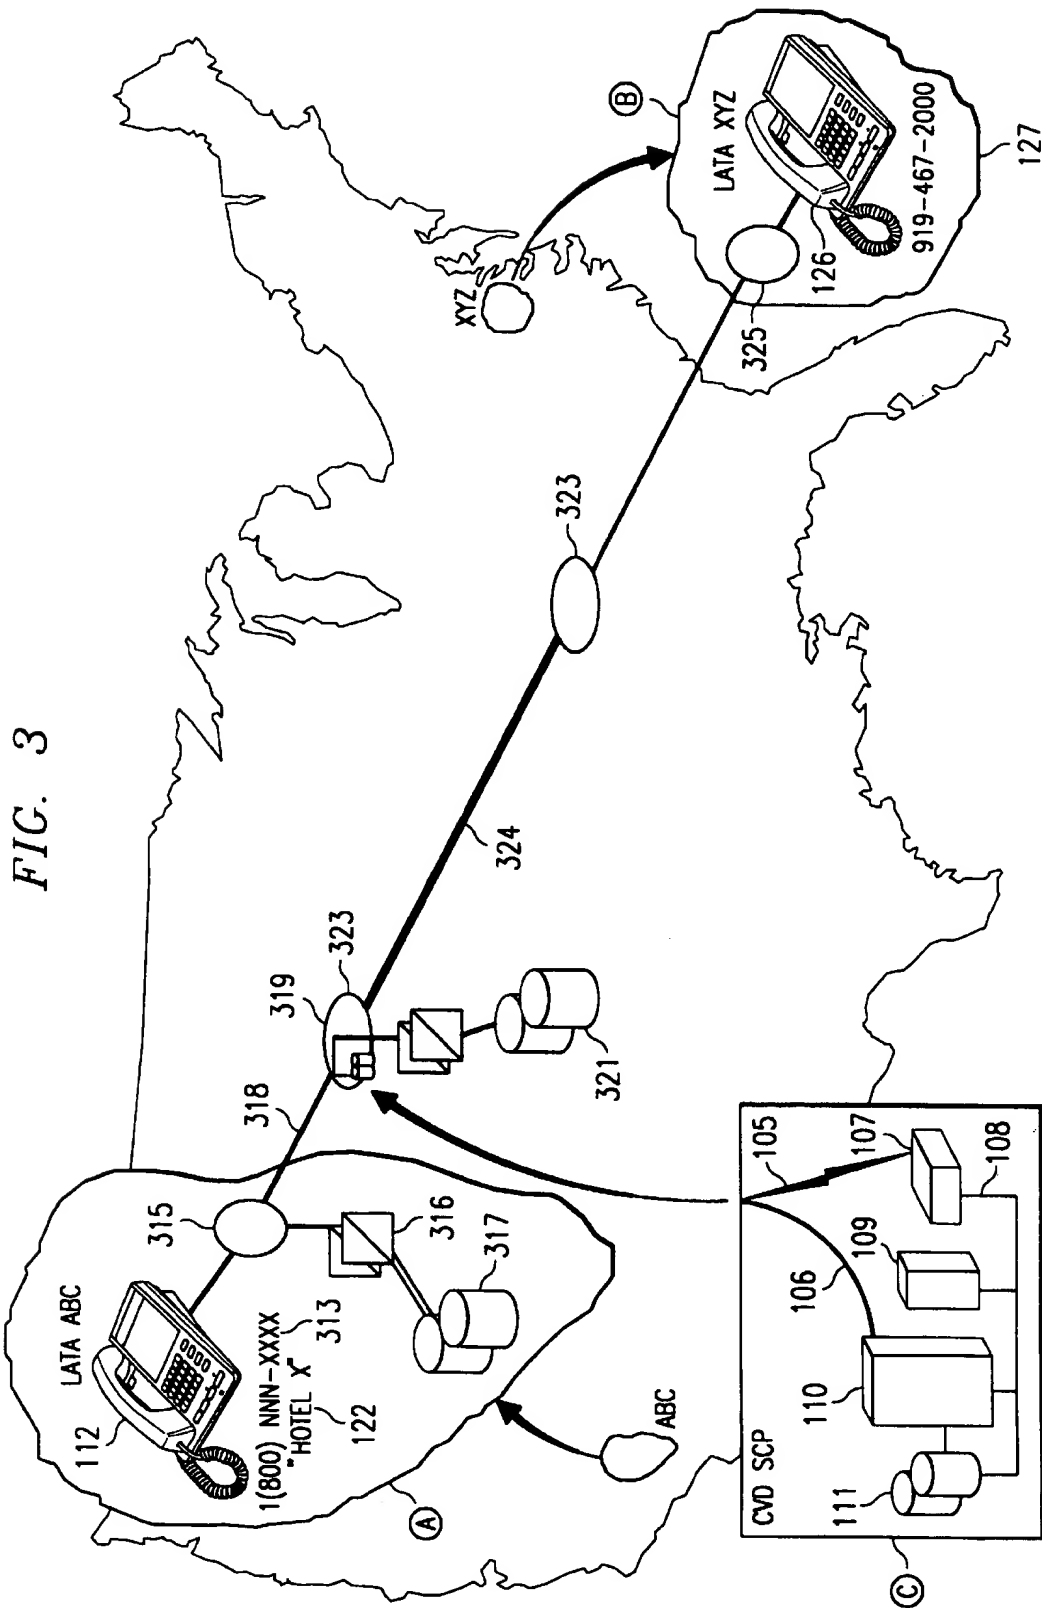 FIG. 3
LATA ABC
112
1(800) NNN-XXXX
"HOTEL X"
313
122
315
316
317
318
319
323
321
324
323
XYZ
B
LATA XYZ
325
126
919-467-2000
127
A
ABC
C
CVD SCP
105
106
107
108
109
110
111